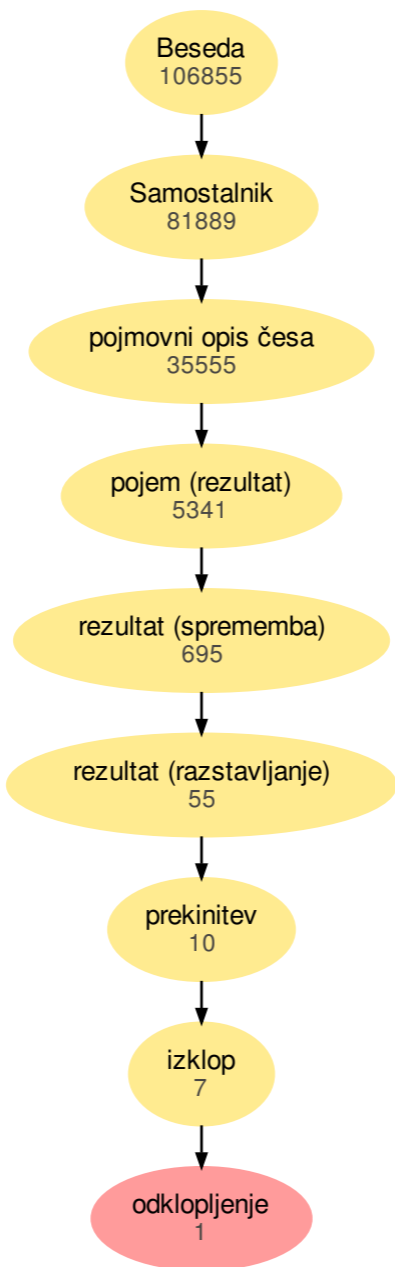 Beseda
106855
Samostalnik
81889
pojmovni opis česa
35555
pojem (rezultat)
5341
rezultat (sprememba)
695
rezultat (razstavljanje)
55
prekinitev
10
izklop
7
odklopljenje
1